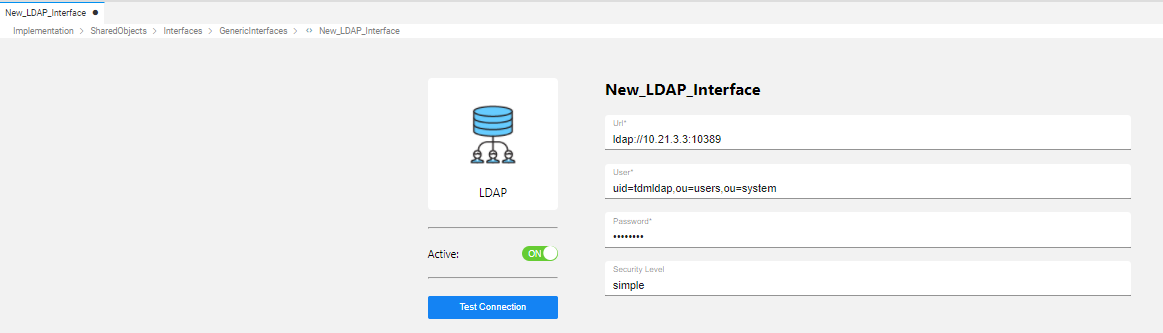 New_LDAP_Interface ●
Implementation > SharedObjects > Interfaces > GenericInterfaces > <> New_LDAP_Interface
LDAP
Active:
ON
Test Connection
New_LDAP_Interface
Url*
ldap://10.21.3.3:10389
User*
uid=tdmldap,ou=users,ou=system
Password*
••••••••
Security Level
simple